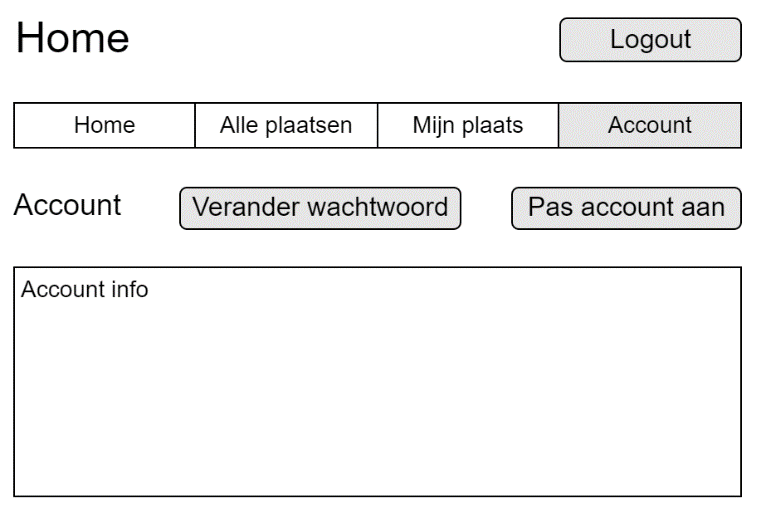 Home
Logout
Home
Alle plaatsen
Mijn plaats
Account
Account
Verander wachtwoord
Pas account aan
Account info